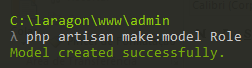 C:\laragon\www\admin
λ php artisan make:model Role
Model created successfully.